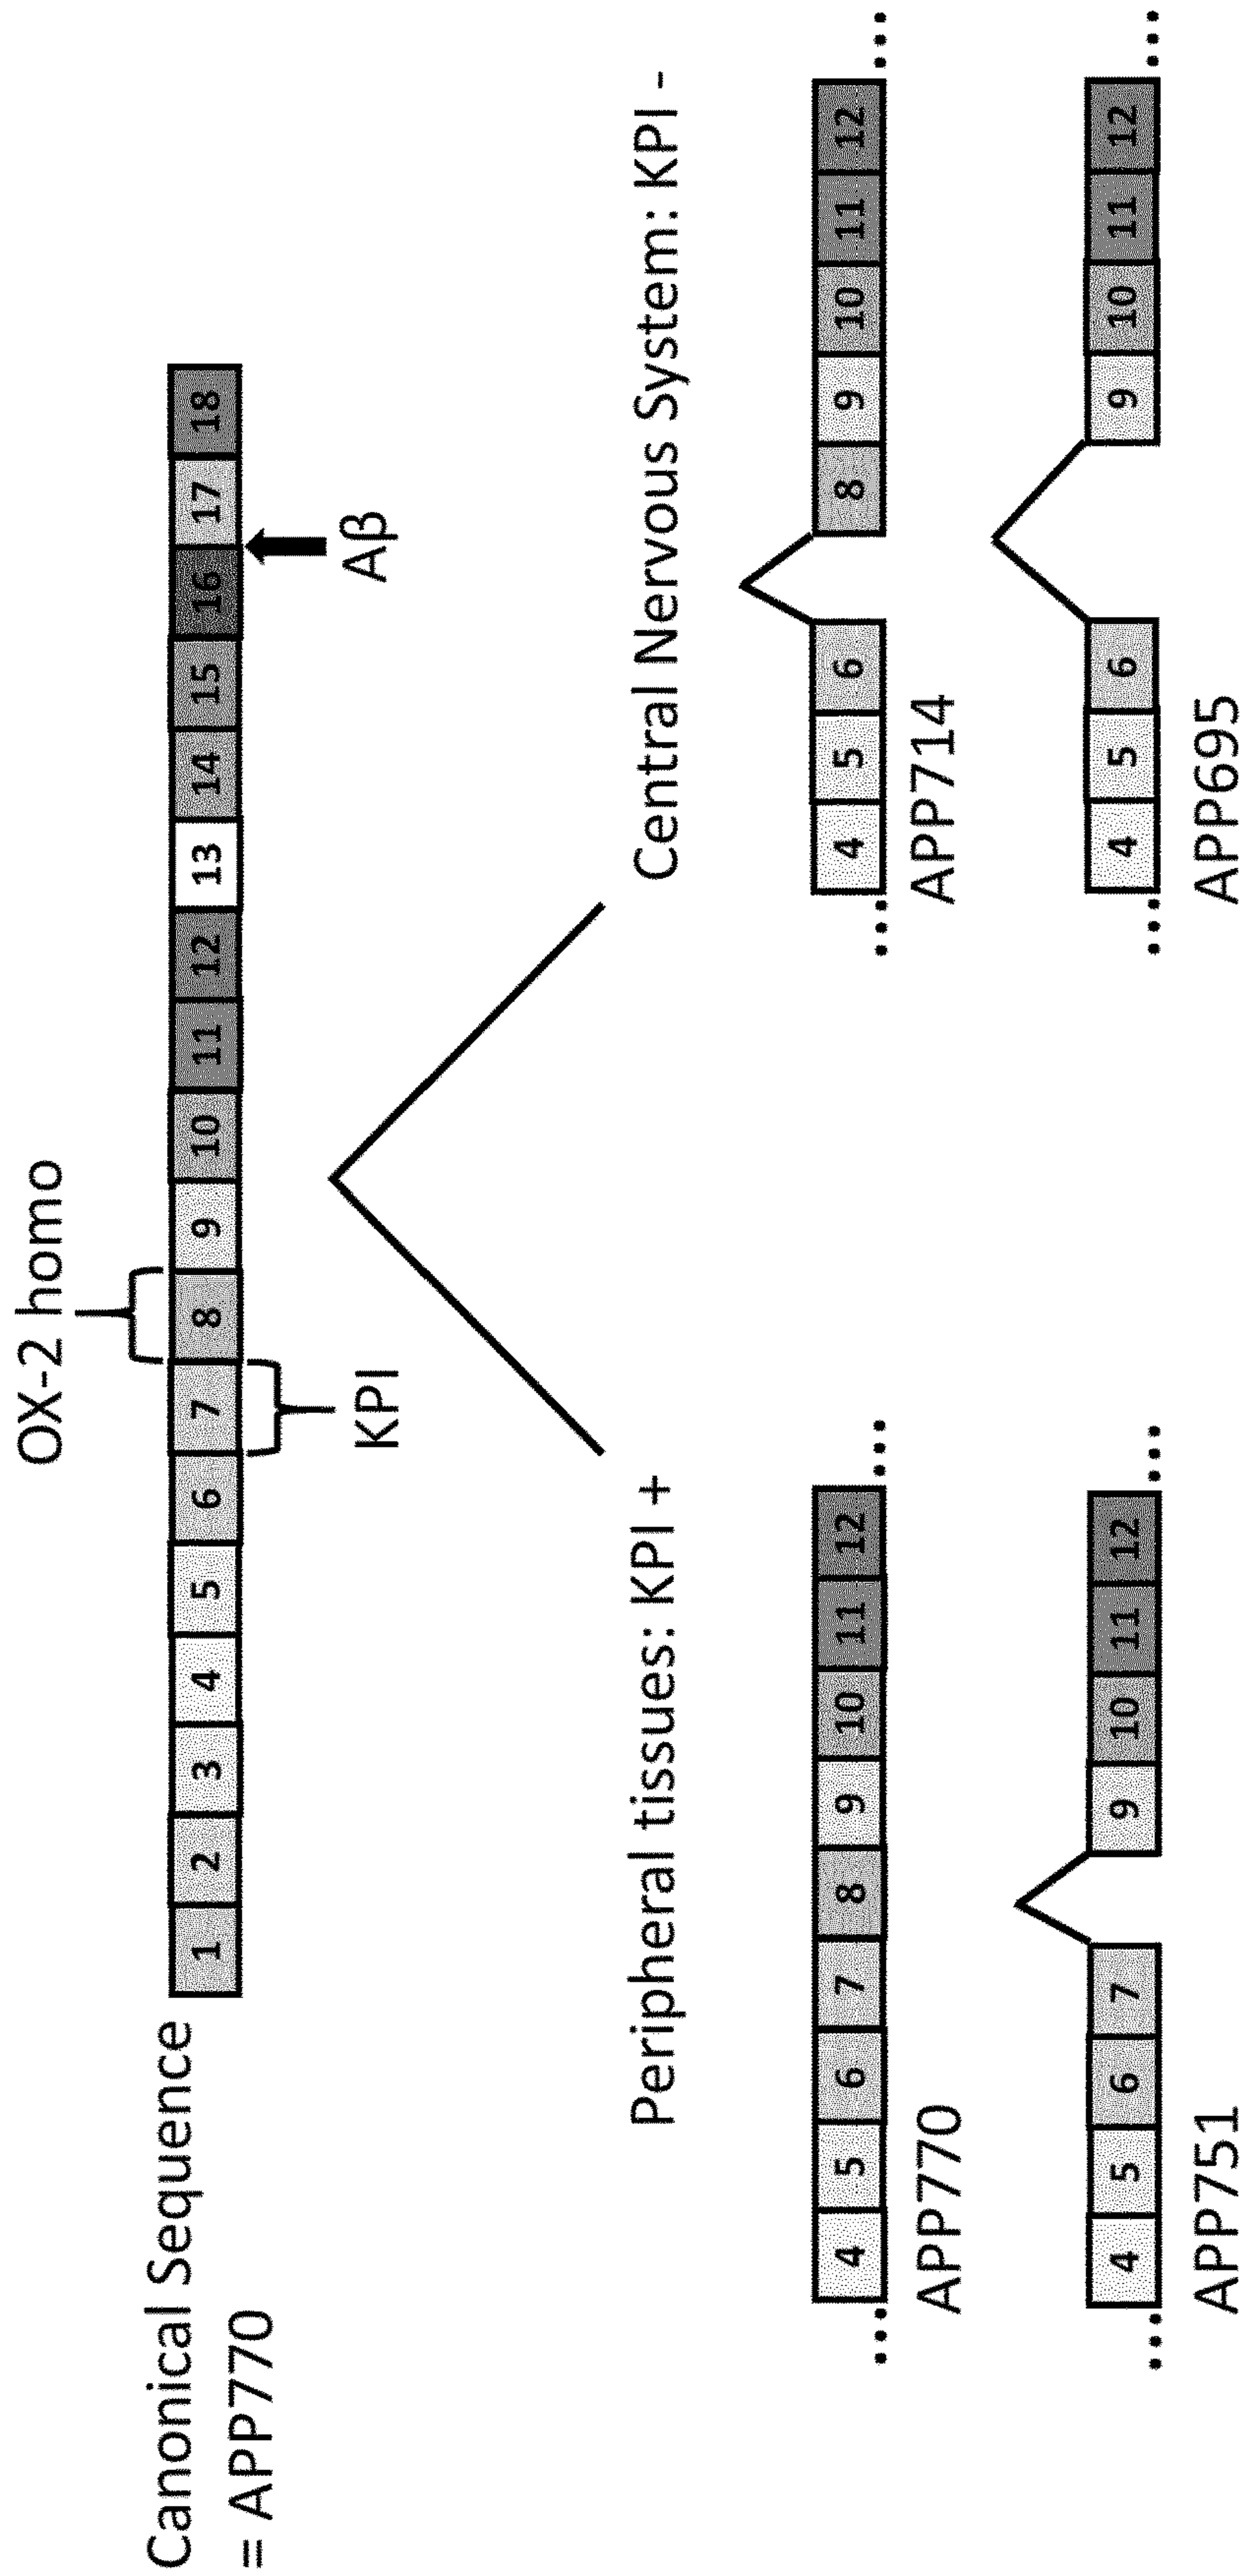 OX-2 homo
Canonical Sequence
= APP770
1 2 3 4 5 6 7 8 9 10 11 12 13 14 15 16 17 18
KPI
Aβ
Peripheral tissues: KPI +
Central Nervous System: KPI -
... 4 5 6 7 8 9 10 11 12 ...
APP770
... 4 5 6 8 9 10 11 12 ...
APP714
... 4 5 6 7 9 10 11 12 ...
APP751
... 4 5 6 9 10 11 12 ...
APP695